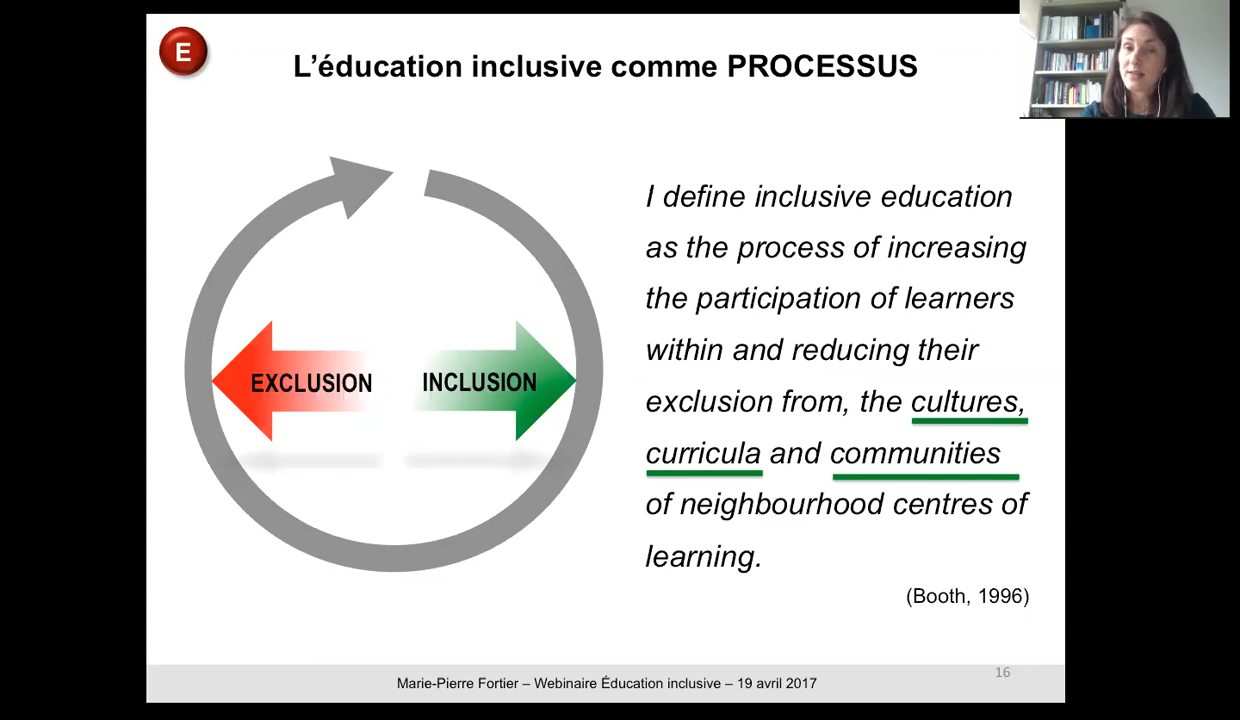 E
L’éducation inclusive comme PROCESSUS
EXCLUSION
INCLUSION
I define inclusive education
as the process of increasing
the participation of learners
within and reducing their
exclusion from, the cultures,
curricula and communities
of neighbourhood centres of
learning.
(Booth, 1996)
16
Marie-Pierre Fortier – Webinaire Éducation inclusive – 19 avril 2017